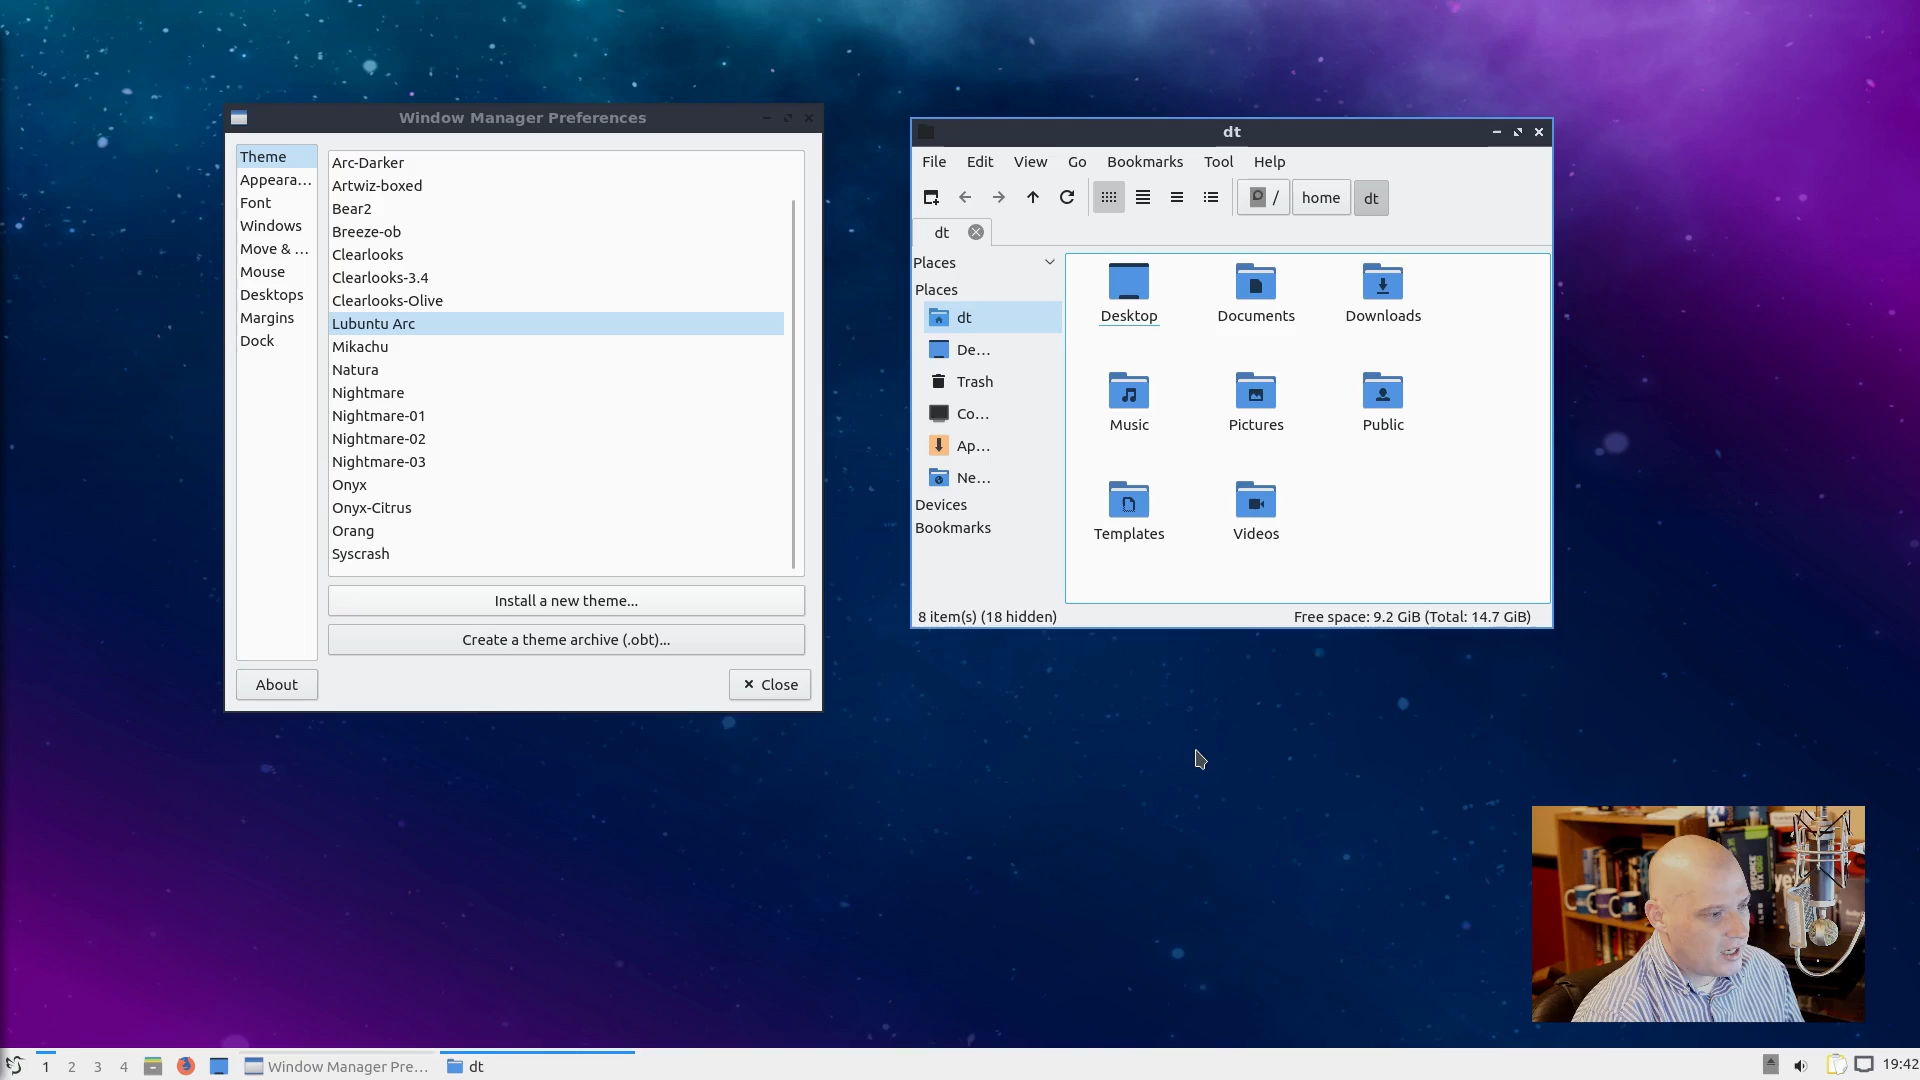 Window Manager Preferences
Theme
Appeara...
Font
Windows
Move & ...
Mouse
Desktops
Margins
Dock
Arc-Darker
Artwiz-boxed
Bear2
Breeze-ob
Clearlooks
Clearlooks-3.4
Clearlooks-Olive
Lubuntu Arc
Mikachu
Natura
Nightmare
Nightmare-01
Nightmare-02
Nightmare-03
Onyx
Onyx-Citrus
Orang
Syscrash
Install a new theme...
Create a theme archive (.obt)...
About
Close
dt
File Edit View Go Bookmarks Tool Help
/ home dt
dt
Places
Places
dt
De...
Trash
Co...
Ap...
Ne...
Devices
Bookmarks
Desktop Documents Downloads
Music Pictures Public
Templates Videos
8 item(s) (18 hidden) Free space: 9.2 GiB (Total: 14.7 GiB)
1 2 3 4 Window Manager Pre... dt 19:42